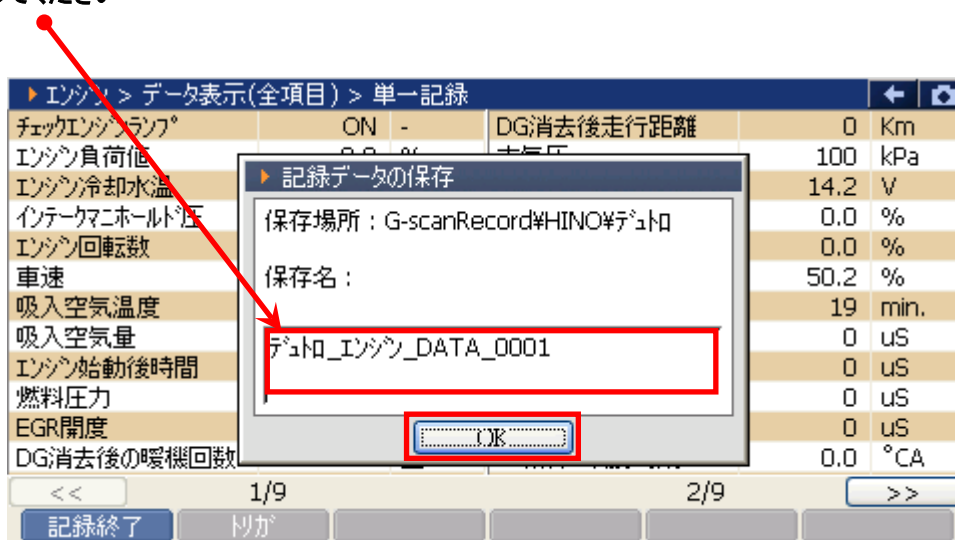 エンジン > データ表示(全項目) > 単一記録
チェックエンジンランプ ON -
DG消去後走行距離 0 Km
エンジン負荷値
100 kPa
エンジン冷却水温
14.2 V
インテークマニホールド圧
0.0 %
エンジン回転数
0.0 %
車速
50.2 %
吸入空気温度
19 min.
吸入空気量
0 uS
エンジン始動後時間
0 uS
燃料圧力
0 uS
EGR開度
0 uS
DG消去後の暖機回数
0.0 °CA
記録データの保存
保存場所：G-scanRecord¥HINO¥デュトロ
保存名：
デュトロ_エンジン_DATA_0001
OK
<< 1/9 2/9 >>
記録終了 トリガ